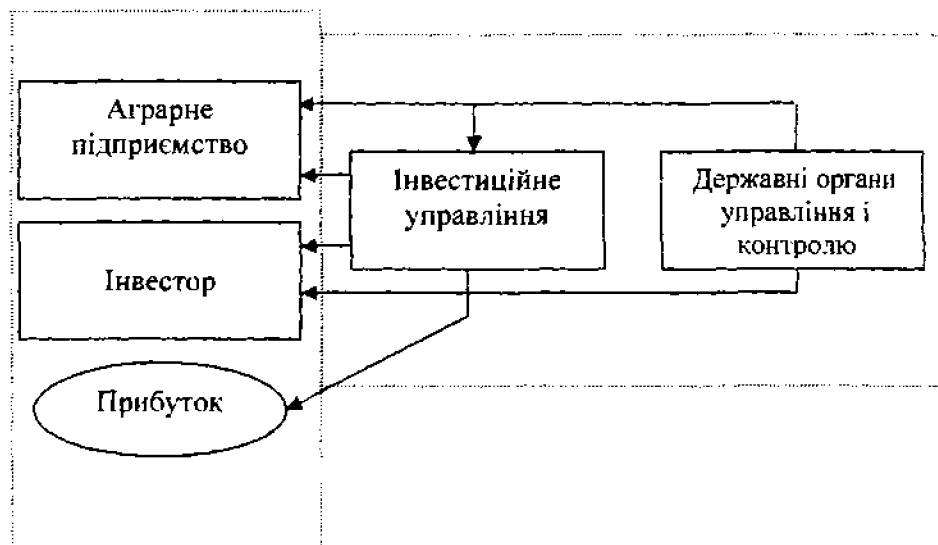 Аграрне
підприємство
Інвестиційне
управління
Державні органи
управління і
контролю
Інвестор
Прибуток